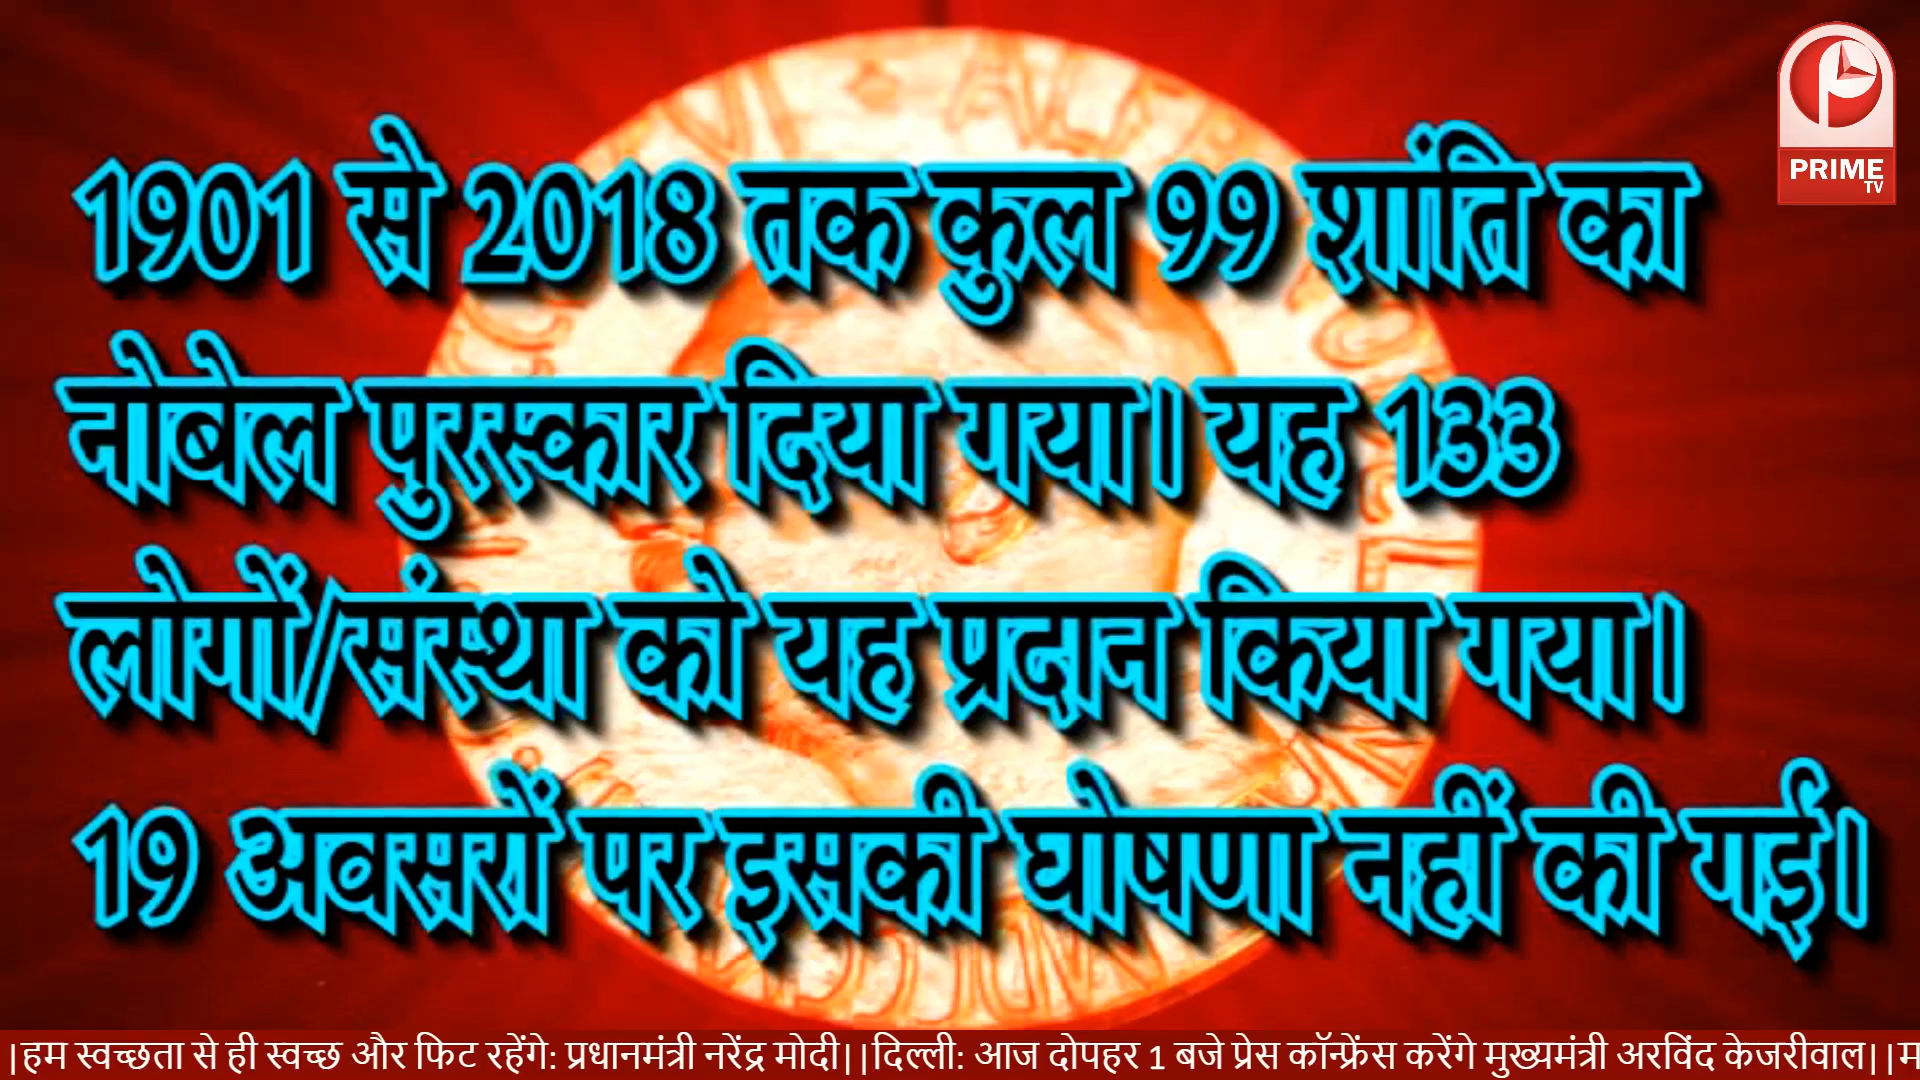 1901 से 2018 तक कुल 99 शांति का
नोबेल पुरस्कार दिया गया। यह 133
लोगों/संस्था को यह प्रदान किया गया।
19 अवसरों पर इसकी घोषणा नहीं की गई।
PRIME
TV
|हम स्वच्छता से ही स्वच्छ और फिट रहेंगे: प्रधानमंत्री नरेंद्र मोदी||दिल्ली: आज दोपहर 1 बजे प्रेस कॉन्फ्रेंस करेंगे मुख्यमंत्री अरविंद केजरीवाल||म